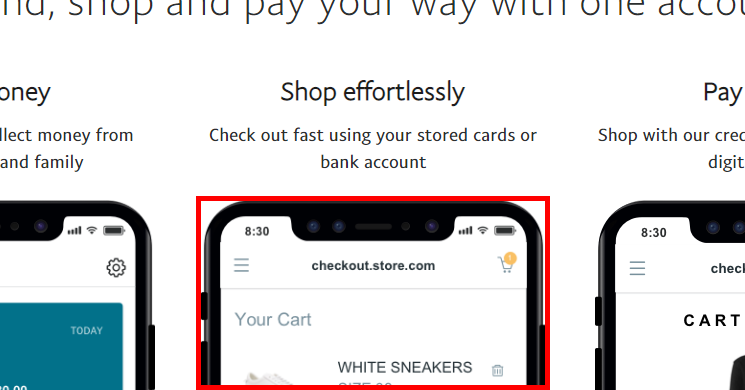 nd, shop and pay your way with one accou
oney
llect money from
and family
TODAY
Shop effortlessly
Check out fast using your stored cards or
bank account
8:30
checkout.store.com
1
Your Cart
WHITE SNEAKERS
Pay
Shop with our cred
digit
8:30
check
CART